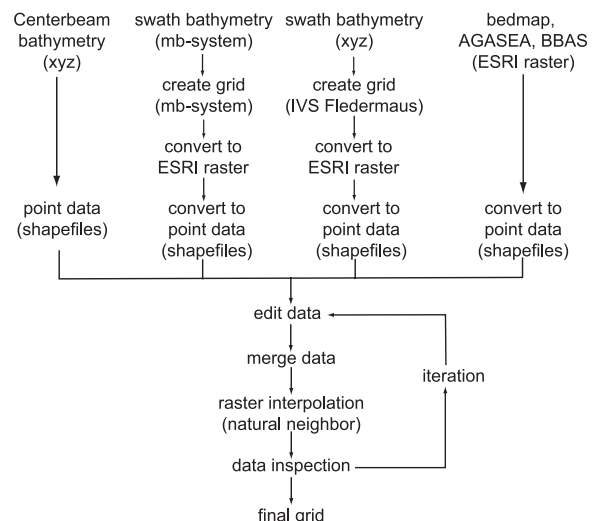 Centerbeam
bathymetry
(xyz)
swath bathymetry
(mb-system)
swath bathymetry
(xyz)
bedmap,
AGASEA, BBAS
(ESRI raster)
create grid
(mb-system)
create grid
(IVS Fledermaus)
convert to
ESRI raster
convert to
ESRI raster
point data
(shapefiles)
convert to
point data
(shapefiles)
convert to
point data
(shapefiles)
convert to
point data
(shapefiles)
edit data
merge data
iteration
raster interpolation
(natural neighbor)
data inspection
final grid